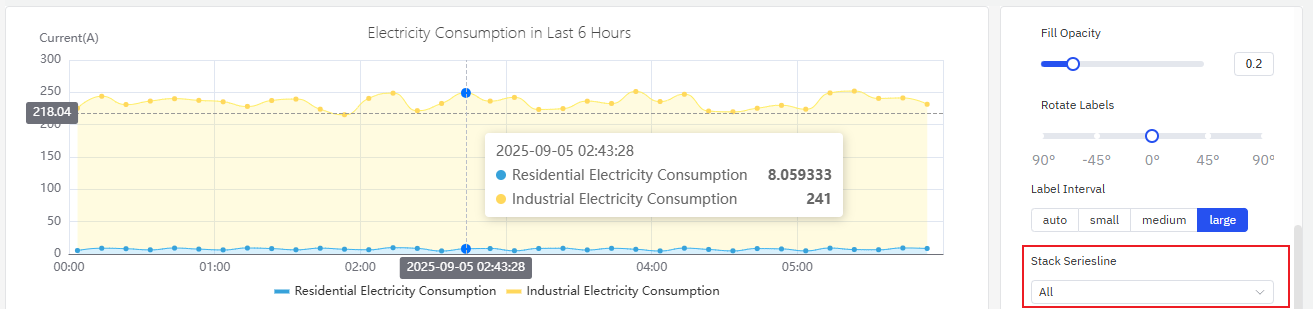 Electricity Consumption in Last 6 Hours
Current(A)
300
250
218.04
200
150
100
50
0
2025-09-05 02:43:28
Residential Electricity Consumption 8.059333
Industrial Electricity Consumption 241
00:00 01:00 02:00 2025-09-05 02:43:28 04:00 05:00
Residential Electricity Consumption Industrial Electricity Consumption
Fill Opacity
0.2
Rotate Labels
90° -45° 0° 45° 90°
Label Interval
auto small medium large
Stack Seriesline
All